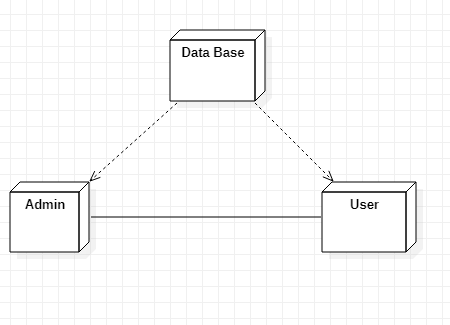 Data Base
Admin
User